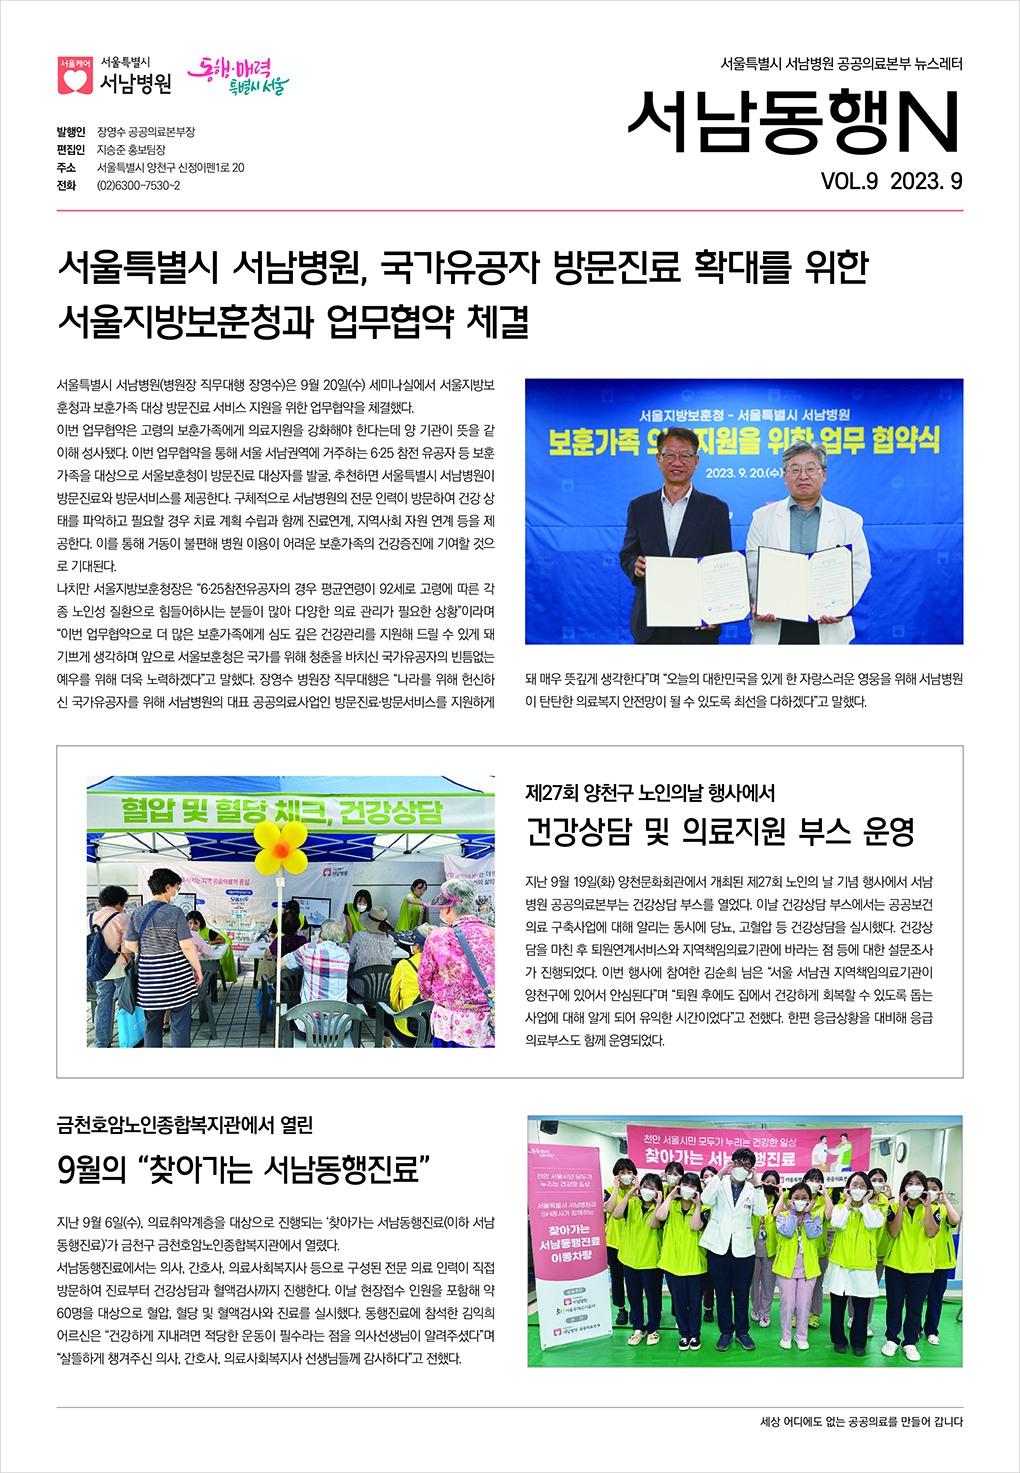 서울케어
서울특별시
서남병원
동행·매력
특별시 서울
발행인 장영수 공공의료본부장
편집인 지승준 홍보팀장
주소 서울특별시 양천구 신정이펜1로 20
전화 (02)6300-7530~2
서울특별시 서남병원 공공의료본부 뉴스레터
서남동행N
VOL.9 2023. 9
서울특별시 서남병원, 국가유공자 방문진료 확대를 위한
서울지방보훈청과 업무협약 체결
서울특별시 서남병원(병원장 직무대행 장영수)은 9월 20일(수) 세미나실에서 서울지방보
훈청과 보훈가족 대상 방문진료 서비스 지원을 위한 업무협약을 체결했다.
이번 업무협약은 고령의 보훈가족에게 의료지원을 강화해야 한다는데 양 기관이 뜻을 같
이해 성사됐다. 이번 업무협약을 통해 서울 서남권역에 거주하는 6·25 참전 유공자 등 보훈
가족을 대상으로 서울보훈청이 방문진료 대상자를 발굴, 추천하면 서울특별시 서남병원이
방문진료와 방문서비스를 제공한다. 구체적으로 서남병원의 전문 인력이 방문하여 건강 상
태를 파악하고 필요할 경우 치료 계획 수립과 함께 진료연계, 지역사회 자원 연계 등을 제
공한다. 이를 통해 거동이 불편해 병원 이용이 어려운 보훈가족의 건강증진에 기여할 것으
로 기대된다.
나치만 서울지방보훈청장은 “6·25참전유공자의 경우 평균연령이 92세로 고령에 따른 각
종 노인성 질환으로 힘들어하시는 분들이 많아 다양한 의료 관리가 필요한 상황”이라며
“이번 업무협약으로 더 많은 보훈가족에게 심도 깊은 건강관리를 지원해 드릴 수 있게 돼
기쁘게 생각하며 앞으로 서울보훈청은 국가를 위해 청춘을 바치신 국가유공자의 빈틈없는
예우를 위해 더욱 노력하겠다”고 말했다. 장영수 병원장 직무대행은 “나라를 위해 헌신하
신 국가유공자를 위해 서남병원의 대표 공공의료사업인 방문진료·방문서비스를 지원하게
서울지방보훈청 - 서울특별시 서남병원
보훈가족 의 지원을 위한 업무 협약식
2023. 9. 20.(수)
돼 매우 뜻깊게 생각한다”며 “오늘의 대한민국을 있게 한 자랑스러운 영웅을 위해 서남병원
이 탄탄한 의료복지 안전망이 될 수 있도록 최선을 다하겠다”고 말했다.
혈압 및 혈당 체크, 건강상담
제27회 양천구 노인의날 행사에서
건강상담 및 의료지원 부스 운영
지난 9월 19일(화) 양천문화회관에서 개최된 제27회 노인의 날 기념 행사에서 서남
병원 공공의료본부는 건강상담 부스를 열었다. 이날 건강상담 부스에서는 공공보건
의료 구축사업에 대해 알리는 동시에 당뇨, 고혈압 등 건강상담을 실시했다. 건강상
담을 마친 후 퇴원연계서비스와 지역책임의료기관에 바라는 점 등에 대한 설문조사
가 진행되었다. 이번 행사에 참여한 김순희 님은 “서울 서남권 지역책임의료기관이
양천구에 있어서 안심된다”며 “퇴원 후에도 집에서 건강하게 회복할 수 있도록 돕는
사업에 대해 알게 되어 유익한 시간이었다”고 전했다. 한편 응급상황을 대비해 응급
의료부스도 함께 운영되었다.
금천호암노인종합복지관에서 열린
9월의 “찾아가는 서남동행진료”
지난 9월 6일(수), 의료취약계층을 대상으로 진행되는 ‘찾아가는 서남동행진료(이하 서남
동행진료)’가 금천구 금천호암노인종합복지관에서 열렸다.
서남동행진료에서는 의사, 간호사, 의료사회복지사 등으로 구성된 전문 의료 인력이 직접
방문하여 진료부터 건강상담과 혈액검사까지 진행한다. 이날 현장접수 인원을 포함해 약
60명을 대상으로 혈압, 혈당 및 혈액검사와 진료를 실시했다. 동행진료에 참석한 김익희
어르신은 “건강하게 지내려면 적당한 운동이 필수라는 점을 의사선생님이 알려주셨다”며
“살뜰하게 챙겨주신 의사, 간호사, 의료사회복지사 선생님들께 감사하다”고 전했다.
천만 서울시민 모두가 누리는 건강한 일상
찾아가는 서남동행진료
천만 서울시민 모두가
누리는 건강한 일상
서울특별시 서남병원과
SH공사가 함께하는
찾아가는
서남동행진료
이동차량
세상 어디에도 없는 공공의료를 만들어 갑니다